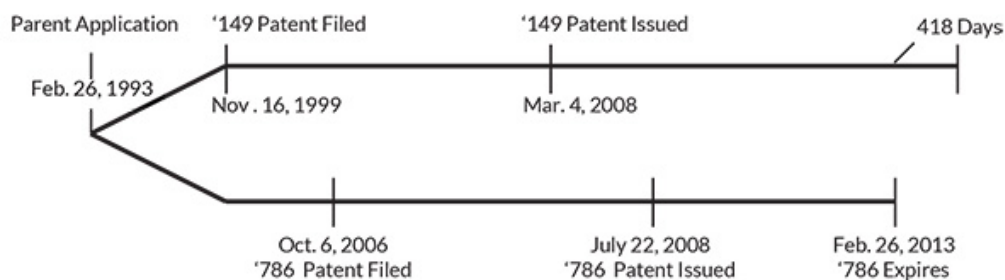 Parent Application
‘149 Patent Filed
‘149 Patent Issued
418 Days
Feb. 26, 1993
Nov . 16, 1999
Mar. 4, 2008
Oct. 6, 2006
‘786 Patent Filed
July 22, 2008
‘786 Patent Issued
Feb. 26, 2013
‘786 Expires